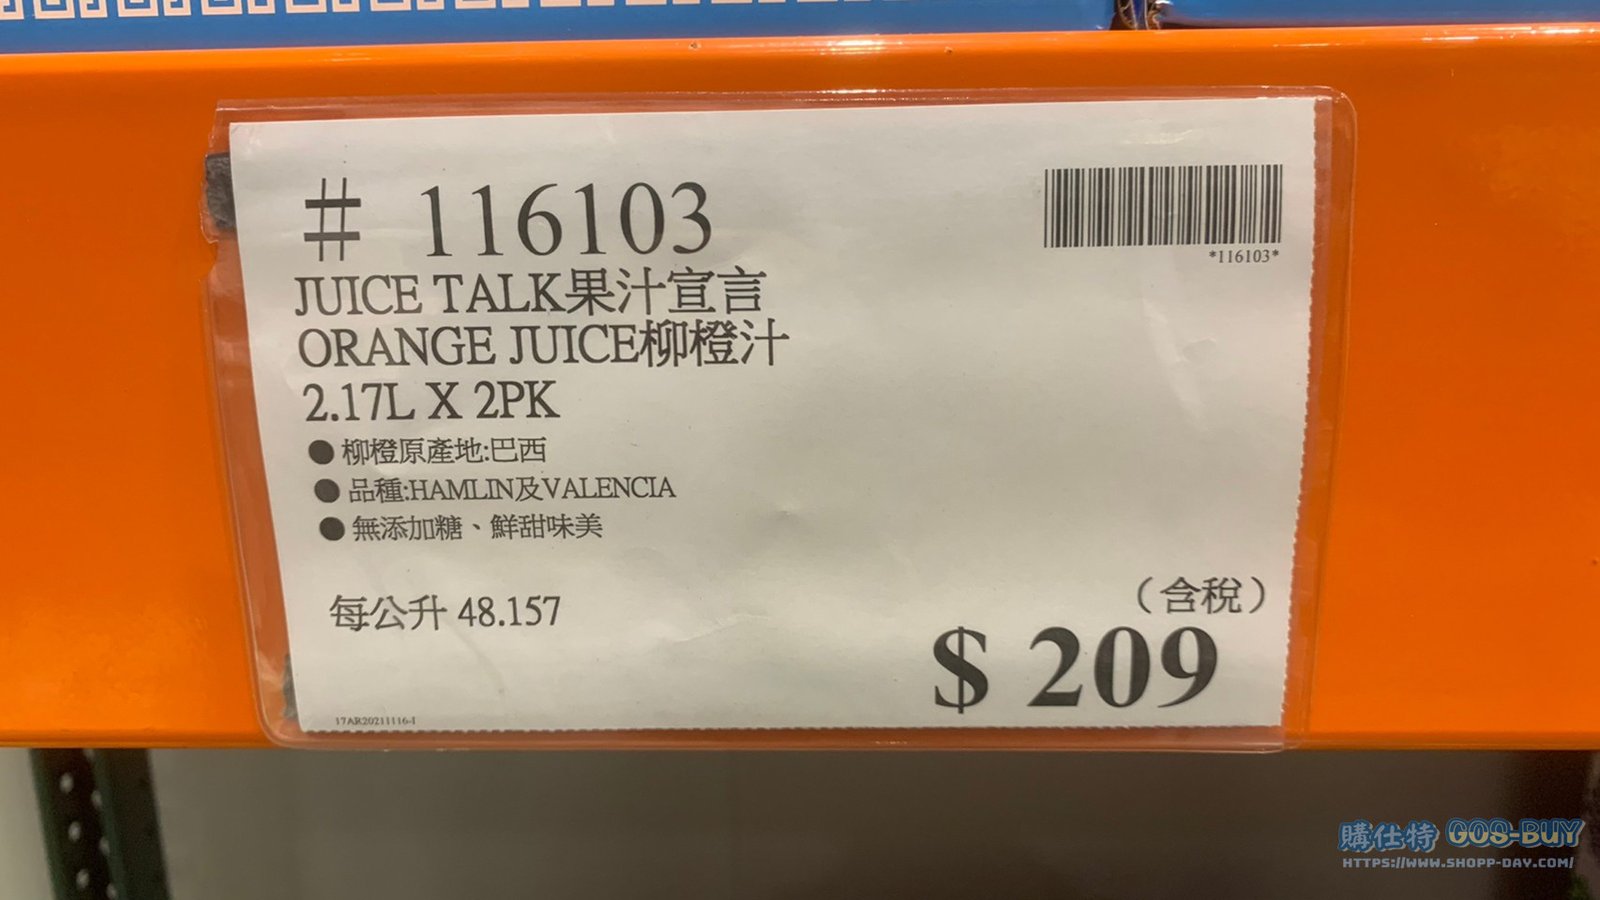 # 116103
*116103*
JUICE TALK果汁宣言
ORANGE JUICE柳橙汁
2.17L X 2PK
● 柳橙原產地:巴西
● 品種:HAMLIN及VALENCIA
● 無添加糖、鮮甜味美
每公升 48.157
（含稅）
$ 209
17AR20211116-1
購仕特 GOS-BUY
HTTPS://WWW.SHOPP-DAY.COM/